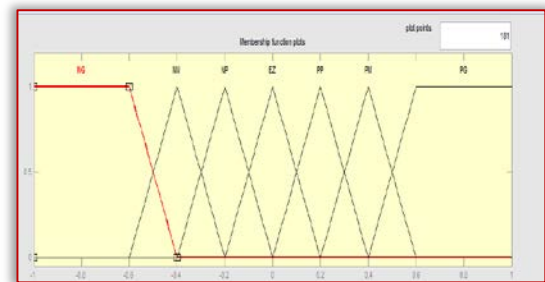 plot points
101
Membership function plots
NG NM NP EZ PP PM PG
1
0.5
0
-1 -0.8 -0.6 -0.4 -0.2 0 0.2 0.4 0.6 0.8 1